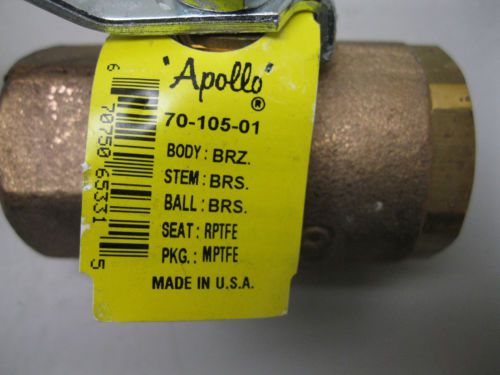 "Apollo"
®
70-105-01
BODY: BRZ.
STEM: BRS.
BALL: BRS.
SEAT: RPTFE
PKG.: MPTFE
MADE IN U.S.A.
6 70750 65331 5